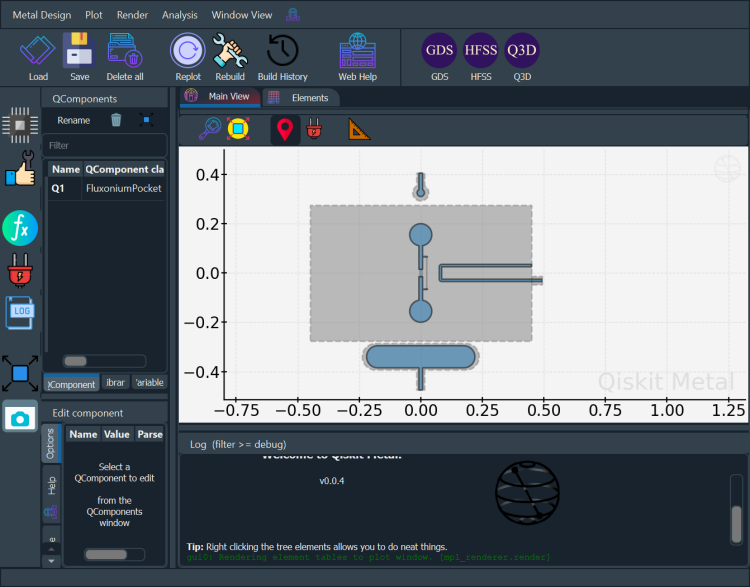 Metal Design Plot Render Analysis Window View
GDS HFSS Q3D
Load Save Delete all Replot Rebuild Build History Web Help GDS HFSS Q3D
QComponents
Main View Elements
Rename
Filter
Name QComponent cla
Q1 FluxoniumPocket
LOG
QComponent ibrar 'ariable
0.4
0.2
0.0
−0.2
−0.4
−0.75 −0.50 −0.25 0.00 0.25 0.50 0.75 1.00 1.25
Qiskit Metal
Edit component
Options
Help
Name Value Parse
Select a
QComponent to edit
from the
QComponents
window
Log (filter >= debug)
Welcome to Qiskit Metal!
v0.0.4
Tip: Right clicking the tree elements allows you to do neat things.
gui0: Rendering element tables to plot window. [mpl_renderer.render]